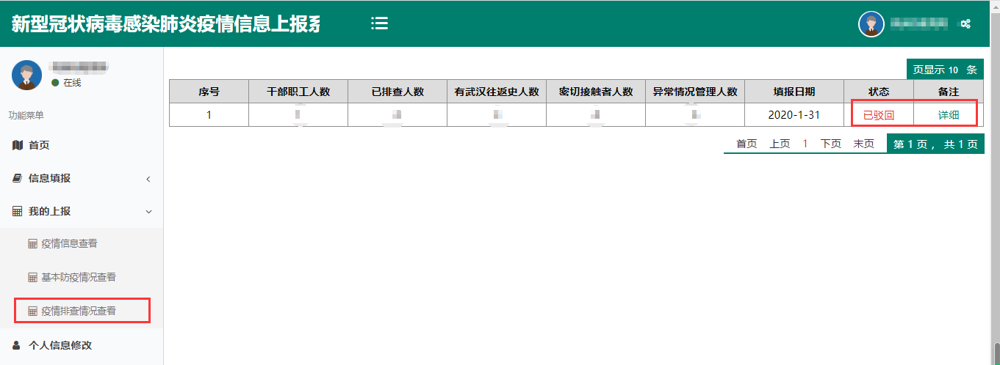 新型冠状病毒感染肺炎疫情信息上报系
在线
功能菜单
首页
信息填报
我的上报
疫情信息查看
基本防疫情况查看
疫情排查情况查看
个人信息修改
页显示 10 条
序号 干部职工人数 已排查人数 有武汉往返史人数 密切接触者人数 异常情况管理人数 填报日期 状态 备注
1 2020-1-31 已驳回 详细
首页 上页 1 下页 末页 第 1 页 ， 共 1 页